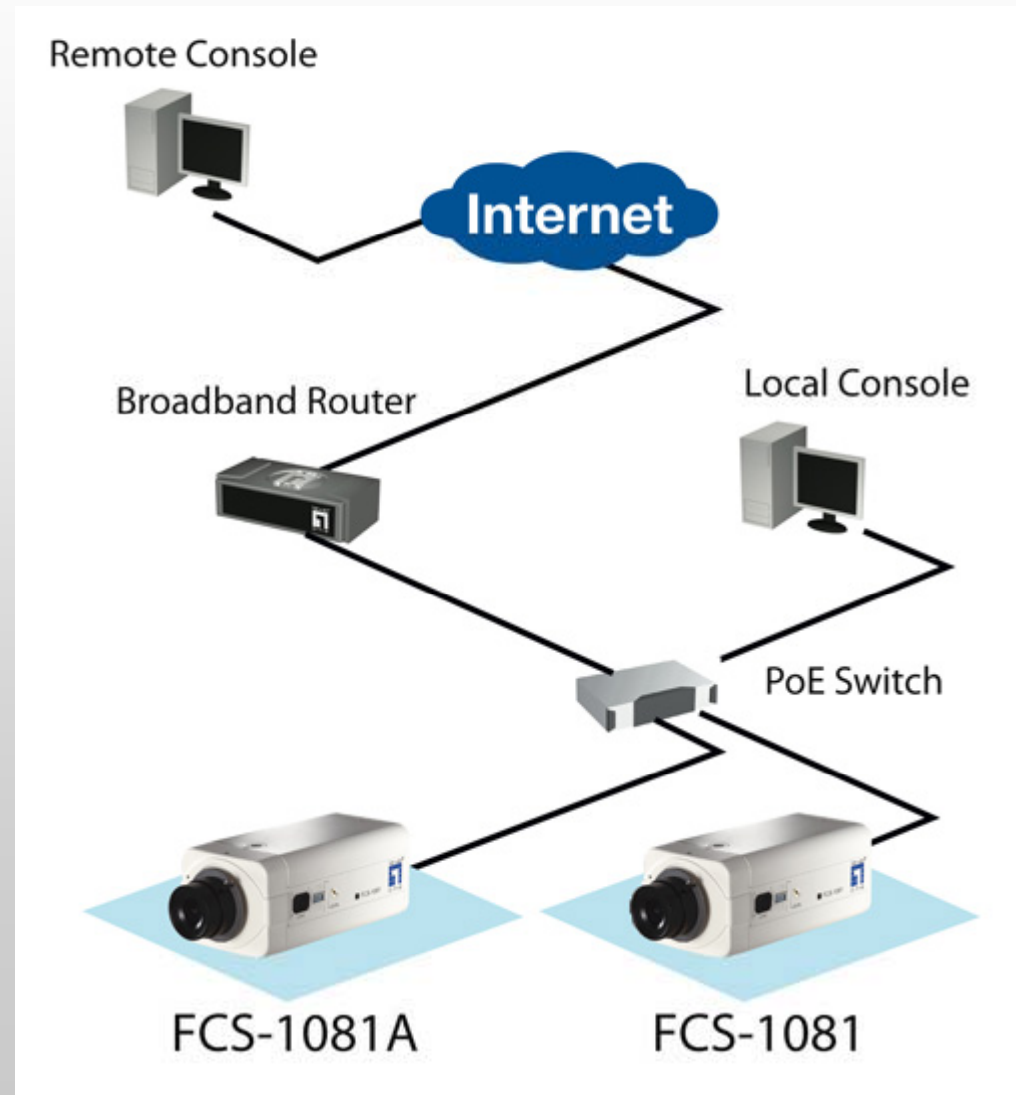 Remote Console
Internet
Broadband Router
Local Console
PoE Switch
FCS-1081A
FCS-1081